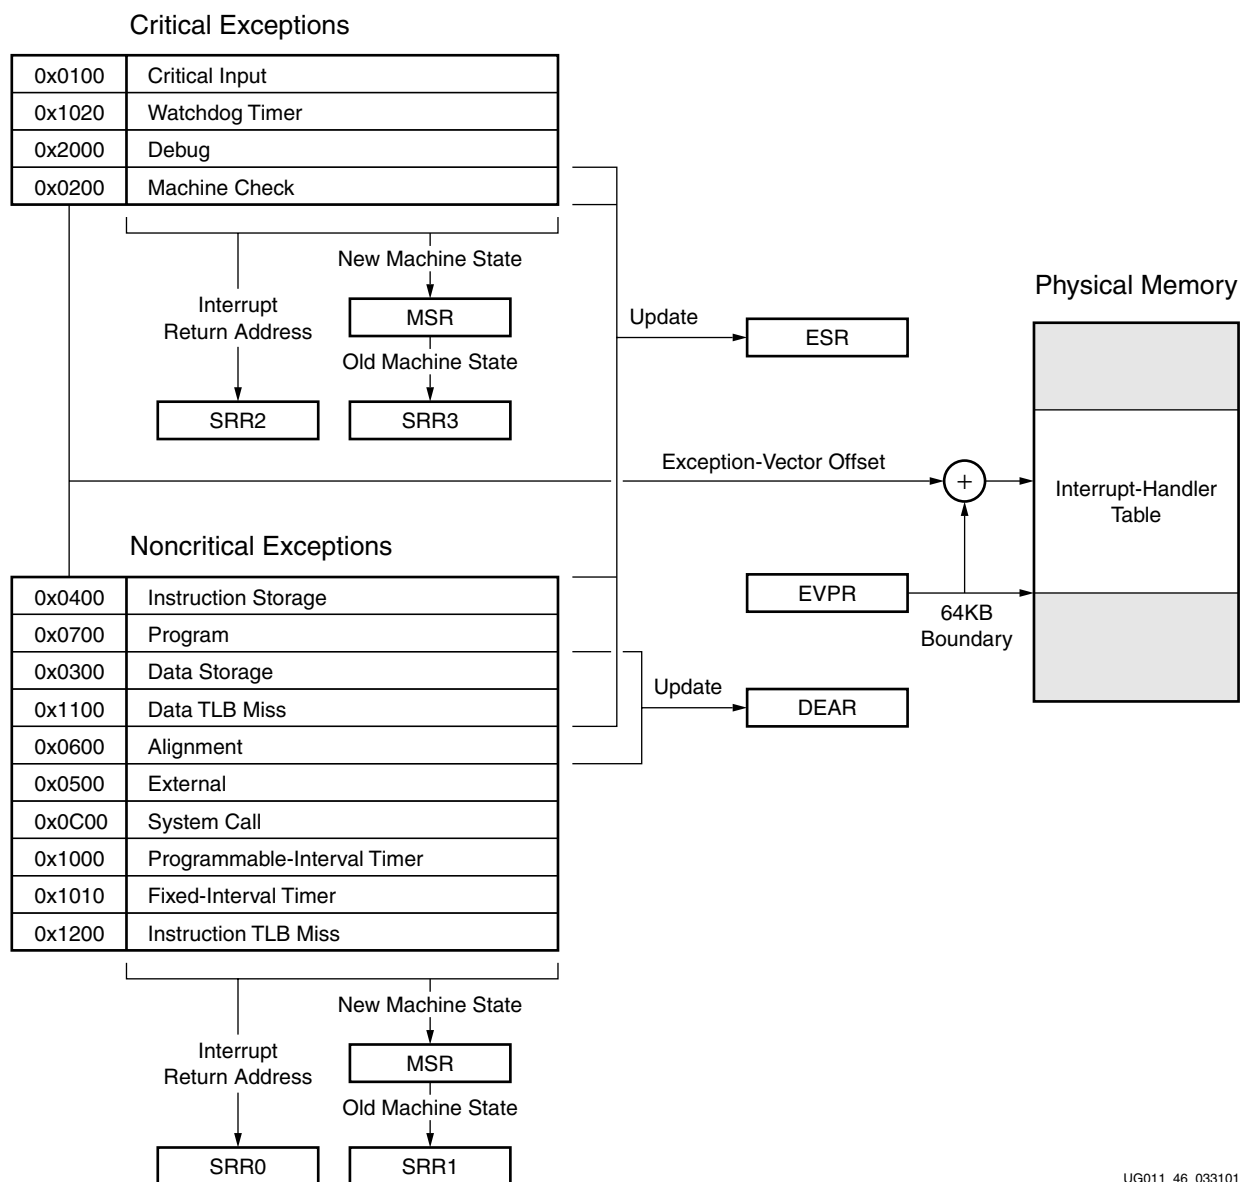 Critical Exceptions
0x0100 Critical Input
0x1020 Watchdog Timer
0x2000 Debug
0x0200 Machine Check
New Machine State
Interrupt
Return Address
MSR
Old Machine State
SRR2
SRR3
Update
ESR
Physical Memory
Exception-Vector Offset
+
Interrupt-Handler
Table
EVPR
64KB
Boundary
Noncritical Exceptions
0x0400 Instruction Storage
0x0700 Program
0x0300 Data Storage
0x1100 Data TLB Miss
0x0600 Alignment
0x0500 External
0x0C00 System Call
0x1000 Programmable-Interval Timer
0x1010 Fixed-Interval Timer
0x1200 Instruction TLB Miss
Update
DEAR
New Machine State
Interrupt
Return Address
MSR
Old Machine State
SRR0
SRR1
UG011_46_033101